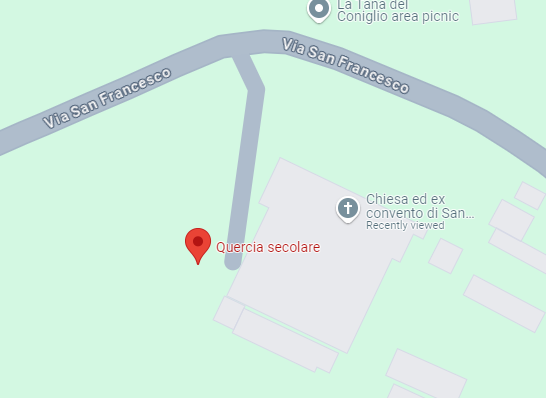 La Tana del
Coniglio area picnic
Via San Francesco
Via San Francesco
Chiesa ed ex
convento di San...
Recently viewed
Quercia secolare